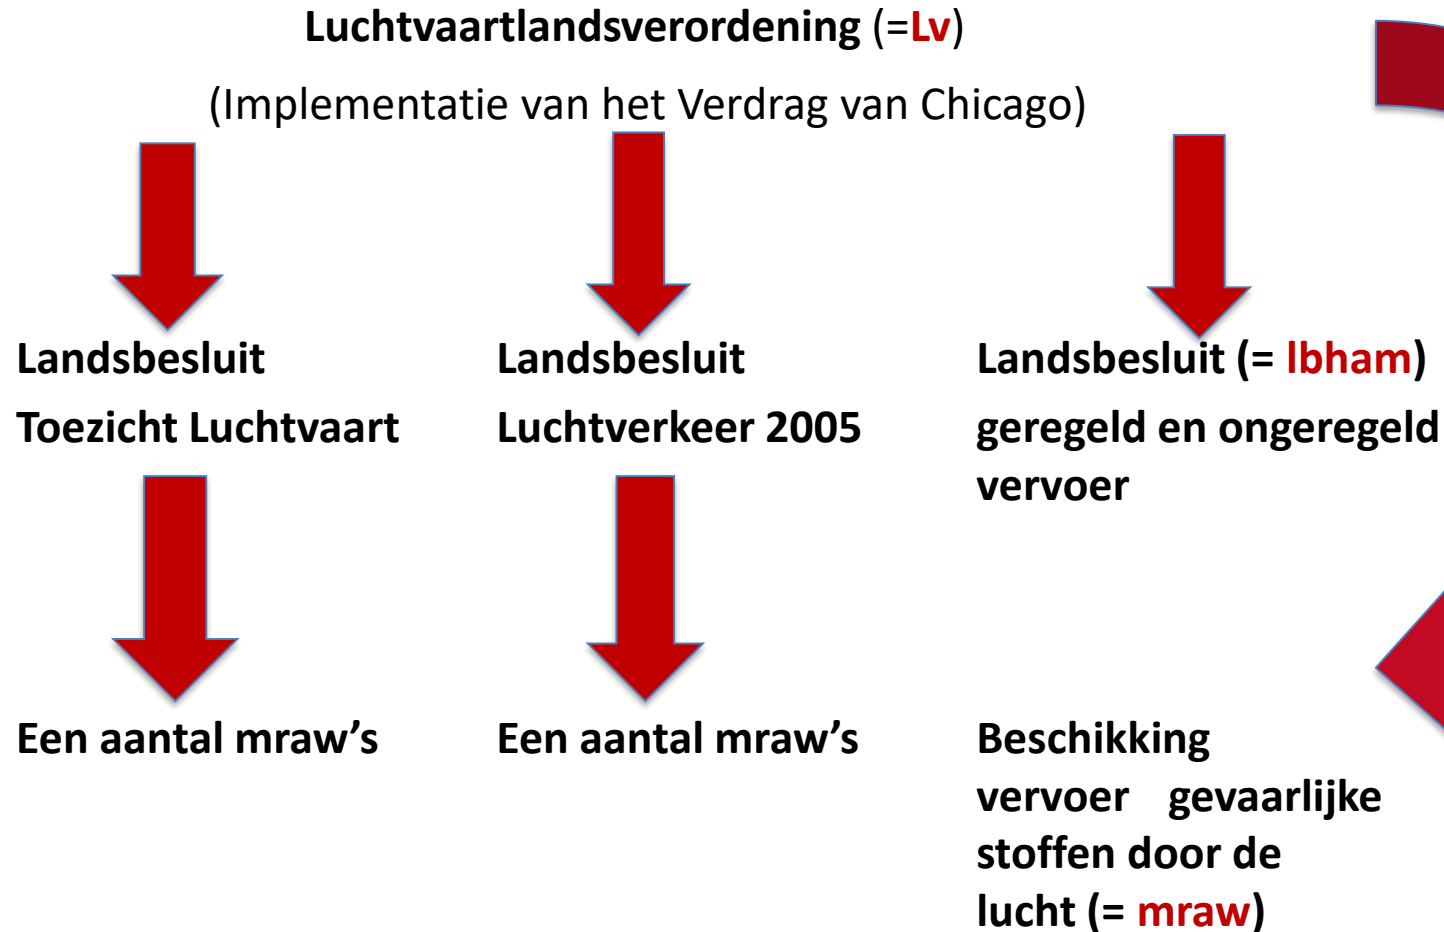 Luchtvaartlandsverordening (=Lv)
(Implementatie van het Verdrag van Chicago)
Landsbesluit
Toezicht Luchtvaart
Landsbesluit
Luchtverkeer 2005
Landsbesluit (= lbham)
geregeld en ongeregeld
vervoer
Een aantal mraw’s
Een aantal mraw’s
Beschikking
vervoer gevaarlijke
stoffen door de
lucht (= mraw)